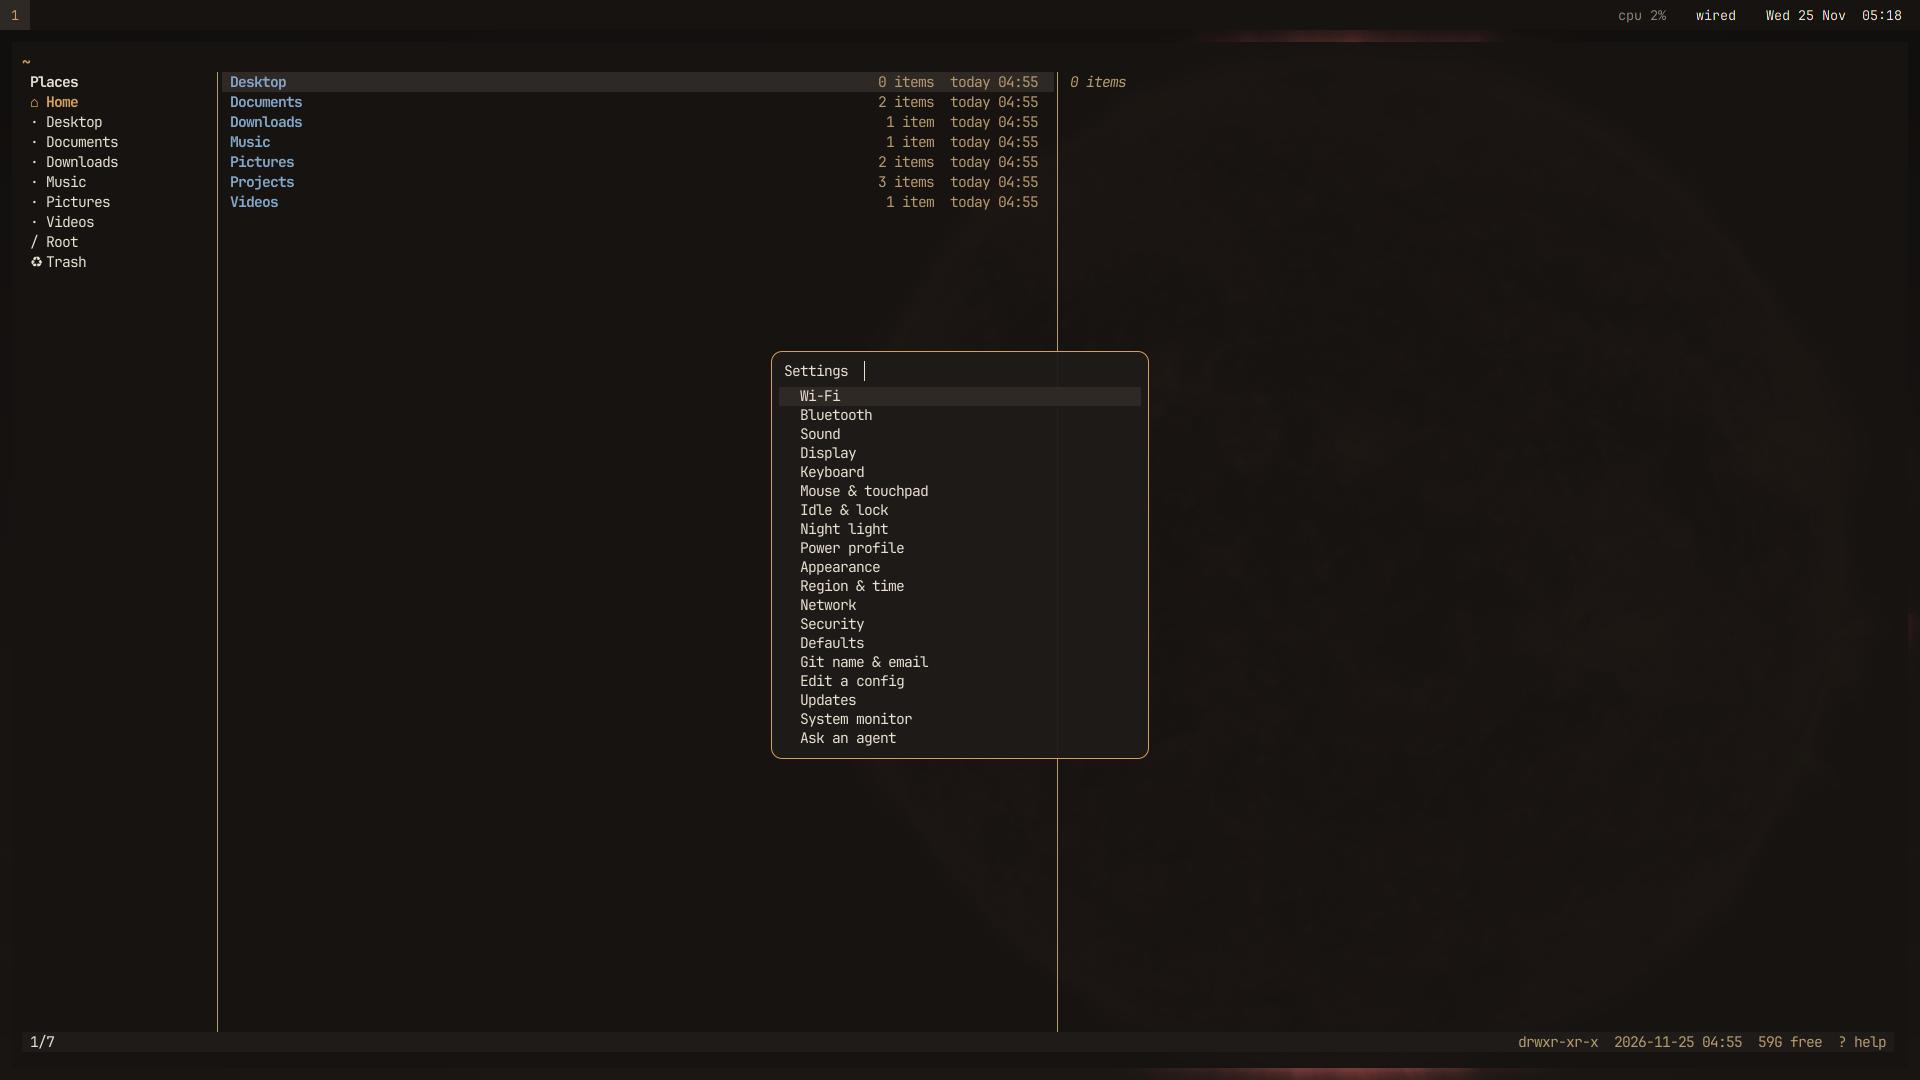 1
cpu 2% wired Wed 25 Nov 05:18
~
Places
⌂ Home
· Desktop
· Documents
· Downloads
· Music
· Pictures
· Videos
/ Root
♻ Trash
Desktop 0 items today 04:55
Documents 2 items today 04:55
Downloads 1 item today 04:55
Music 1 item today 04:55
Pictures 2 items today 04:55
Projects 3 items today 04:55
Videos 1 item today 04:55
0 items
Settings
Wi-Fi
Bluetooth
Sound
Display
Keyboard
Mouse & touchpad
Idle & lock
Night light
Power profile
Appearance
Region & time
Network
Security
Defaults
Git name & email
Edit a config
Updates
System monitor
Ask an agent
1/7
drwxr-xr-x 2026-11-25 04:55 59G free ? help